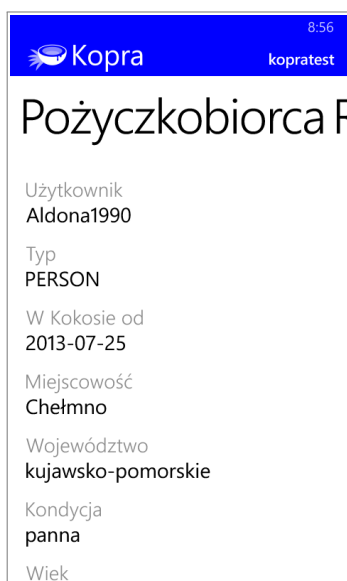 8:56
Kopra
kopratest
Pożyczkobiorca
Użytkownik
Aldona1990
Typ
PERSON
W Kokosie od
2013-07-25
Miejscowość
Chełmno
Województwo
kujawsko-pomorskie
Kondycja
panna
Wiek